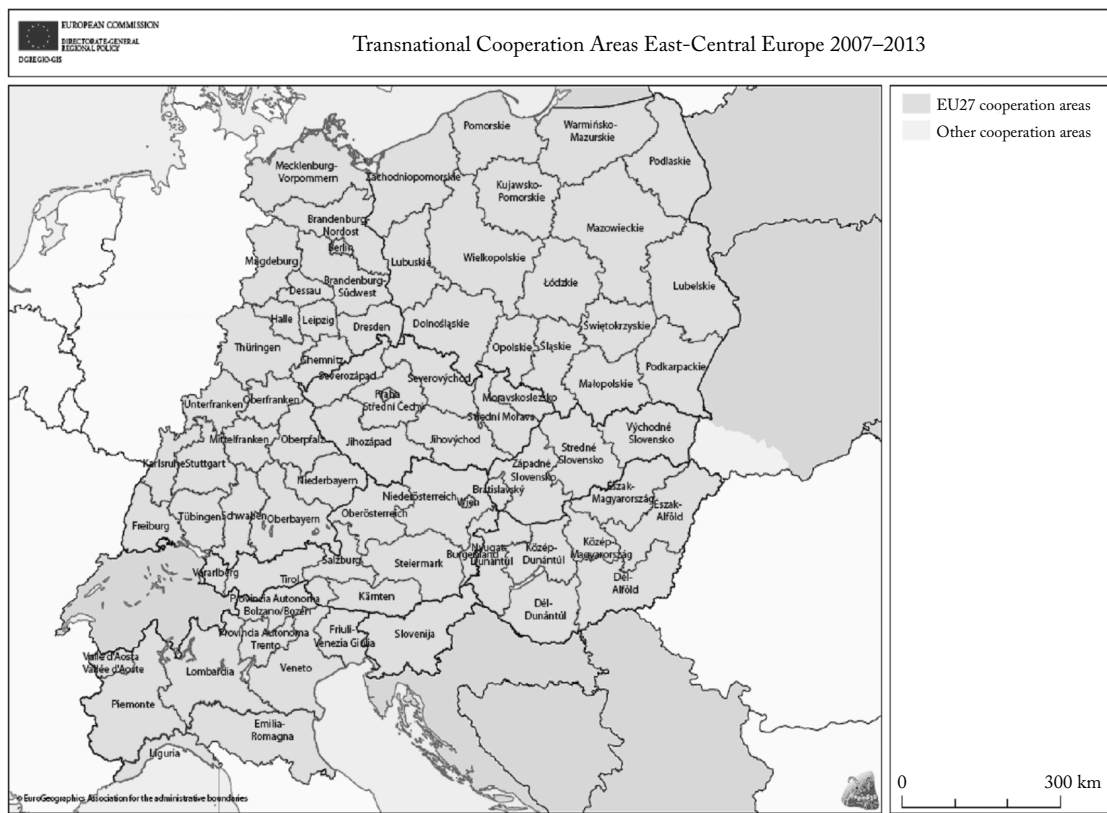 EUROPEAN COMMISSION
DIRECTORATE-GENERAL
REGIONAL POLICY
DGREGIO-GIS
Transnational Cooperation Areas East-Central Europe 2007–2013
EU27 cooperation areas
Other cooperation areas
Pomorskie
Warmińsko-
Mazurskie
Podlaskie
Mecklenburg-
Vorpommern
Zachodniopomorskie
Kujawsko-
Pomorskie
Mazowieckie
Brandenburg-
Nordost
Berlin
Magdeburg
Lubuskie
Wielkopolskie
Brandenburg-
Südwest
Dessau
Łódzkie
Lubelskie
Halle
Leipzig
Dresden
Dolnośląskie
Świętokrzyskie
Thüringen
Chemnitz
Opolskie
Śląskie
Podkarpackie
Severozápad
Severovýchod
Małopolskie
Unterfranken
Oberfranken
Praha
Střední Čechy
Moravskoslezsko
Střední Morava
Mittelfranken
Oberpfalz
Jihozápad
Jihovýchod
Východné
Slovensko
Stredné
Slovensko
Karlsruhe
Stuttgart
Západné
Slovensko
Niederbayern
Bratislavský
Észak-
Magyarország
Niederösterreich
Wien
Észak-
Alföld
Freiburg
Tübingen
Schwaben
Oberbayern
Oberösterreich
Burgenland
Nyugat-
Dunántúl
Közép-
Dunántúl
Közép-
Magyarország
Vorarlberg
Tirol
Salzburg
Steiermark
Dél-
Alföld
Provincia Autonoma
Bolzano/Bozen
Kärnten
Dél-
Dunántúl
Provincia Autonoma
Trento
Friuli-
Venezia Giulia
Slovenija
Valle d'Aosta
Vallée d'Aoste
Lombardia
Veneto
Piemonte
Emilia-
Romagna
Liguria
© EuroGeographics Association for the administrative boundaries
0
300 km